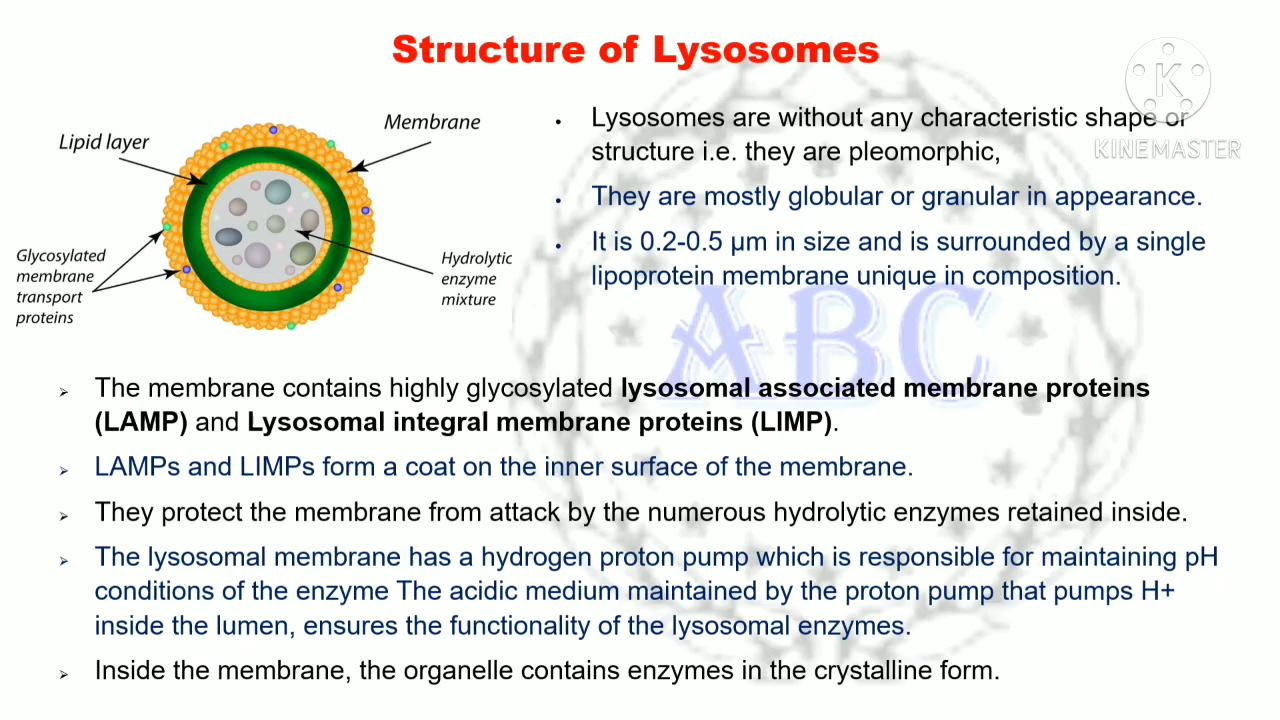 Structure of Lysosomes
K
KINEMASTER
Lipid layer
Membrane
Glycosylated
membrane
transport
proteins
Hydrolytic
enzyme
mixture
• Lysosomes are without any characteristic shape or
structure i.e. they are pleomorphic,
• They are mostly globular or granular in appearance.
• It is 0.2-0.5 µm in size and is surrounded by a single
lipoprotein membrane unique in composition.
ABC
➢ The membrane contains highly glycosylated lysosomal associated membrane proteins
(LAMP) and Lysosomal integral membrane proteins (LIMP).
➢ LAMPs and LIMPs form a coat on the inner surface of the membrane.
➢ They protect the membrane from attack by the numerous hydrolytic enzymes retained inside.
➢ The lysosomal membrane has a hydrogen proton pump which is responsible for maintaining pH
conditions of the enzyme The acidic medium maintained by the proton pump that pumps H+
inside the lumen, ensures the functionality of the lysosomal enzymes.
➢ Inside the membrane, the organelle contains enzymes in the crystalline form.